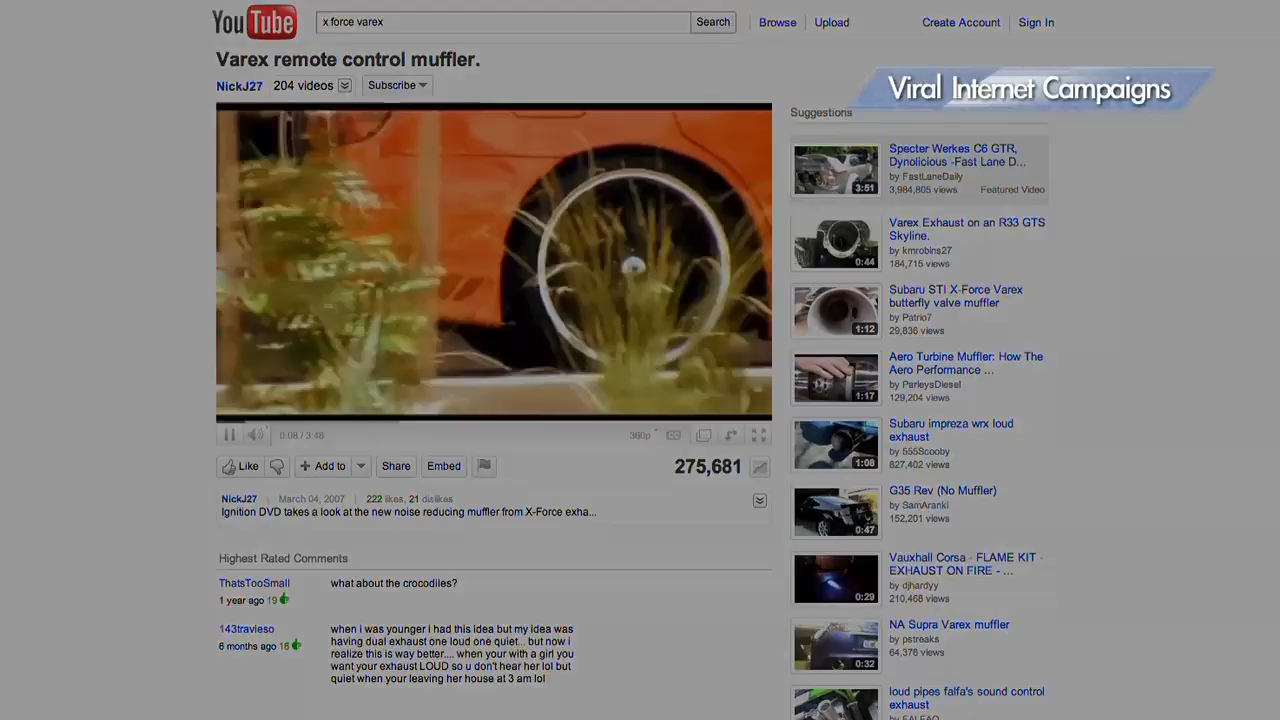 YouTube
x force varex
Search
Browse
Upload
Create Account
Sign In
Varex remote control muffler.
NickJ27 204 videos
Subscribe
Viral Internet Campaigns
Suggestions
Specter Werkes C6 GTR,
Dynolicious -Fast Lane D...
by FastLaneDaily
3,984,805 views Featured Video
3:51
Varex Exhaust on an R33 GTS
Skyline.
by kmrobins27
184,715 views
0:44
Subaru STI X-Force Varex
butterfly valve muffler
by Patrio7
29,836 views
1:12
Aero Turbine Muffler: How The
Aero Performance ...
by ParleysDiesel
129,204 views
1:17
Subaru impreza wrx loud
exhaust
by 555Scooby
827,402 views
1:08
G35 Rev (No Muffler)
by SamAranki
152,201 views
0:47
Vauxhall Corsa - FLAME KIT -
EXHAUST ON FIRE - ...
by djhardyy
210,468 views
0:29
NA Supra Varex muffler
by pstreaks
64,376 views
0:32
loud pipes falfa's sound control
exhaust
by FALFAO
0:08 / 3:48
360p
CC
Like
Add to
Share
Embed
275,681
NickJ27 March 04, 2007 222 likes, 21 dislikes
Ignition DVD takes a look at the new noise reducing muffler from X-Force exha...
Highest Rated Comments
ThatsTooSmall
1 year ago 19
what about the crocodiles?
143travieso
6 months ago 16
when i was younger i had this idea but my idea was
having dual exhaust one loud one quiet... but now i
realize this is way better.... when your with a girl you
want your exhaust LOUD so u don't hear her lol but
quiet when your leaving her house at 3 am lol